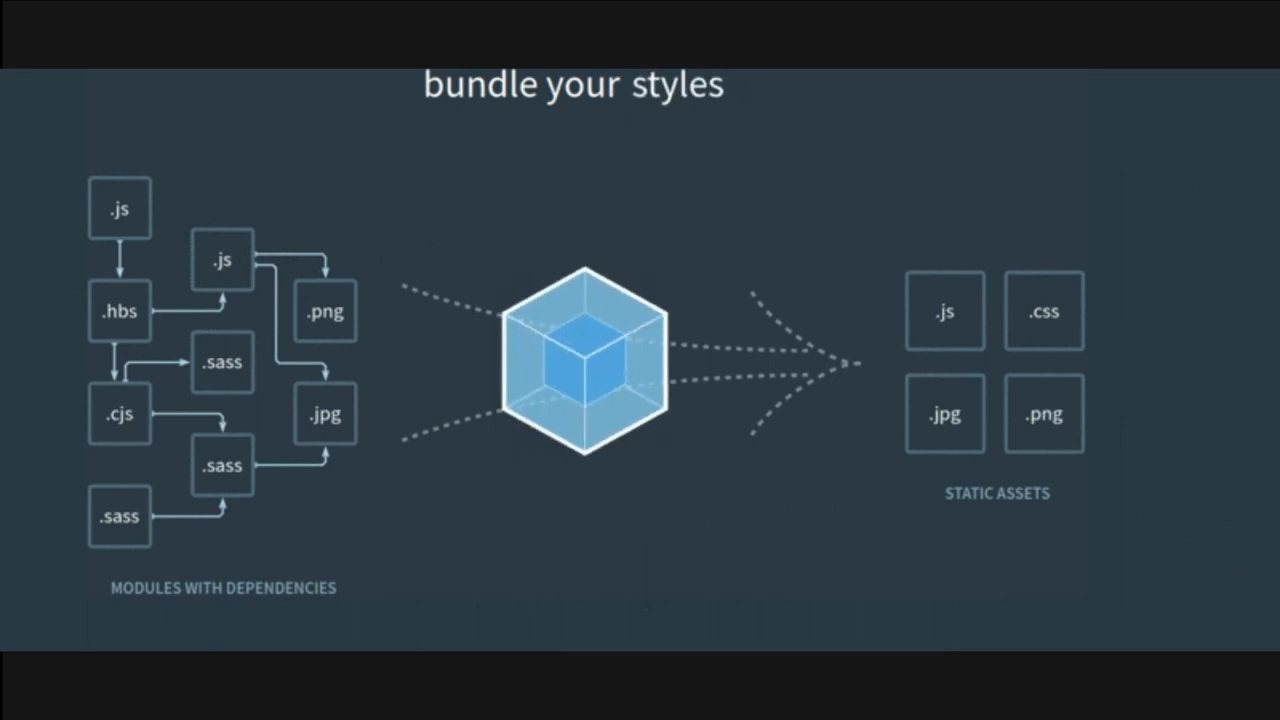 bundle your styles
.js
.js
.hbs
.png
.sass
.cjs
.jpg
.sass
.sass
MODULES WITH DEPENDENCIES
.js
.css
.jpg
.png
STATIC ASSETS